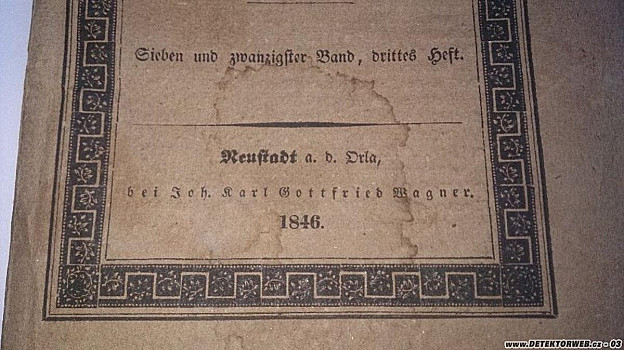 Sieben und zwanzigster Band, drittes Heft.
Neustadt a. d. Orla,
bei Joh. Karl Gottfried Wagner.
1846.
www.DETEKTORWEB.cz - 03